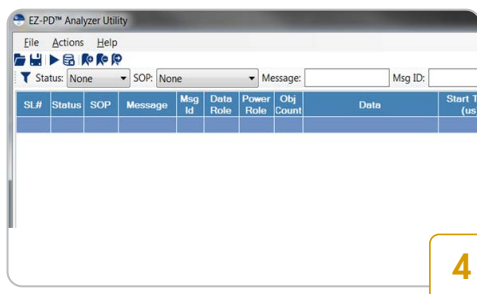 EZ-PD™ Analyzer Utility
File Actions Help
Status: None SOP: None Message: Msg ID:
SL# Status SOP Message Msg Id Data Role Power Role Obj Count Data Start T (us
4